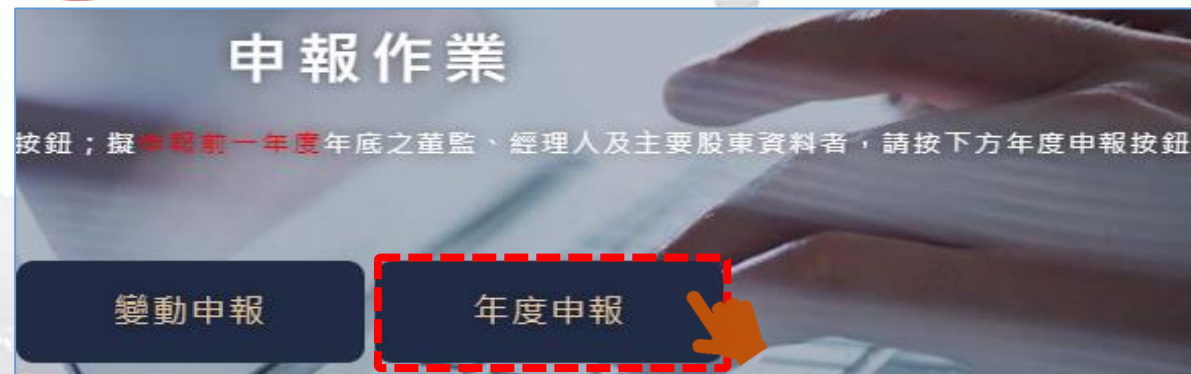 申報作業
按鈕；擬申報前一年度年底之董監、經理人及主要股東資料者，請按下方年度申報按鈕
變動申報
年度申報